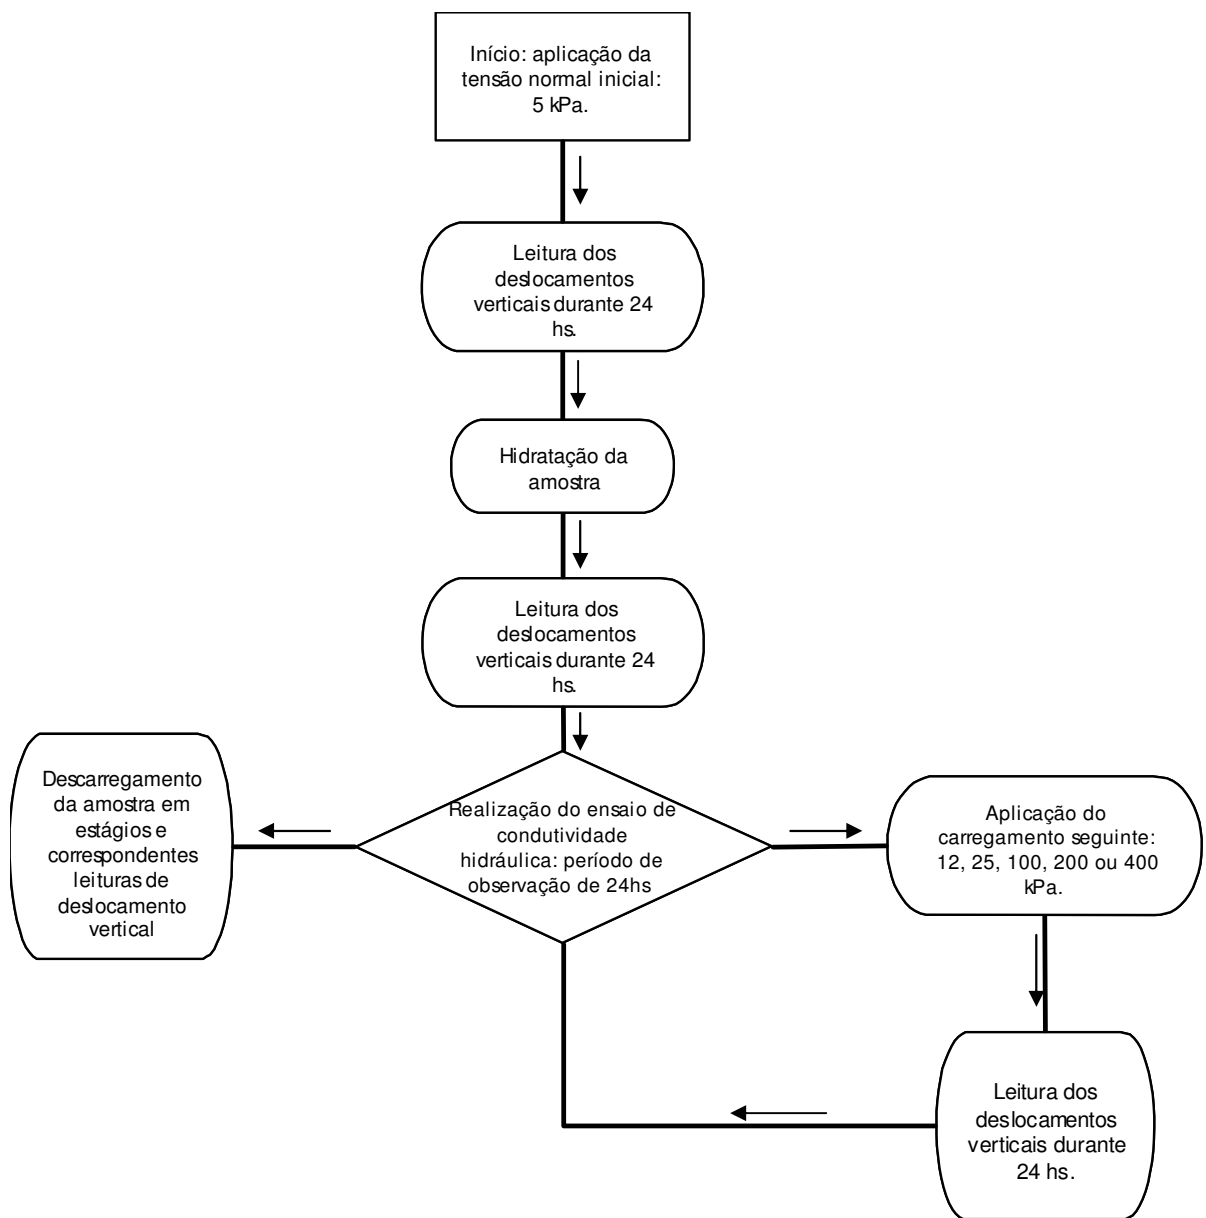 Início: aplicação da
tensão normal inicial:
5 kPa.
Leitura dos
deslocamentos
verticais durante 24
hs.
Hidratação da
amostra
Leitura dos
deslocamentos
verticais durante 24
hs.
Descarregamento
da amostra em
estágios e
correspondentes
leituras de
deslocamento
vertical
Realização do ensaio de
condutividade
hidráulica: período de
observação de 24hs
Aplicação do
carregamento seguinte:
12, 25, 100, 200 ou 400
kPa.
Leitura dos
deslocamentos
verticais durante
24 hs.